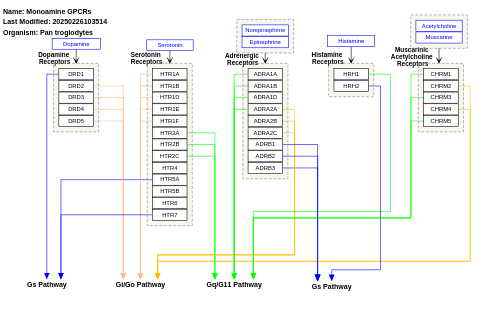 Name: Monoamine GPCRs
Last Modified: 20250226103514
Organism: Pan troglodytes
Dopamine
Serotonin
Norepinephrine
Epinephrine
Histamine
Acetylcholine
Muscarine
Dopamine
Receptors
Serotonin
Receptors
Adrenergic
Receptors
Histamine
Receptors
Muscarinic
Acetylcholine
Receptors
DRD1
DRD2
DRD3
DRD4
DRD5
HTR1A
HTR1B
HTR1D
HTR1E
HTR1F
HTR2A
HTR2B
HTR2C
HTR4
HTR5A
HTR5B
HTR6
HTR7
ADRA1A
ADRA1B
ADRA1D
ADRA2A
ADRA2B
ADRA2C
ADRB1
ADRB2
ADRB3
HRH1
HRH2
CHRM1
CHRM2
CHRM3
CHRM4
CHRM5
Gs Pathway
Gi/Go Pathway
Gq/G11 Pathway
Gs Pathway